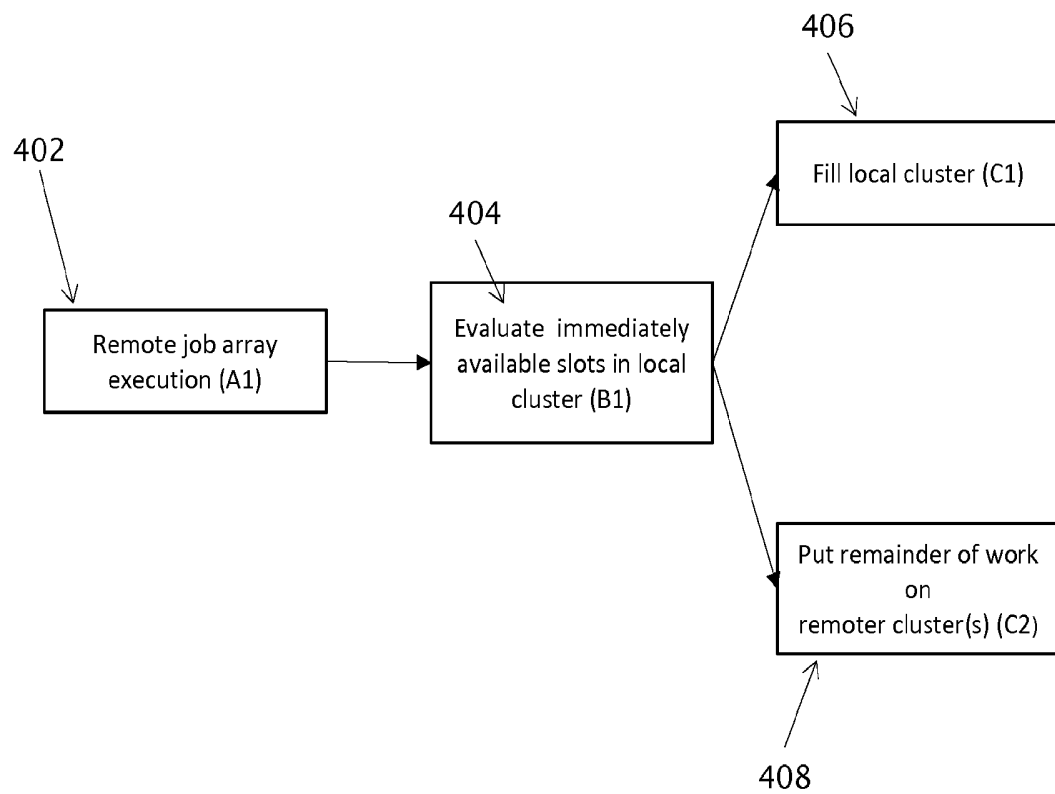 406
402
Fill local cluster (C1)
404
Remote job array
execution (A1)
Evaluate immediately
available slots in local
cluster (B1)
Put remainder of work
on
remoter cluster(s) (C2)
408